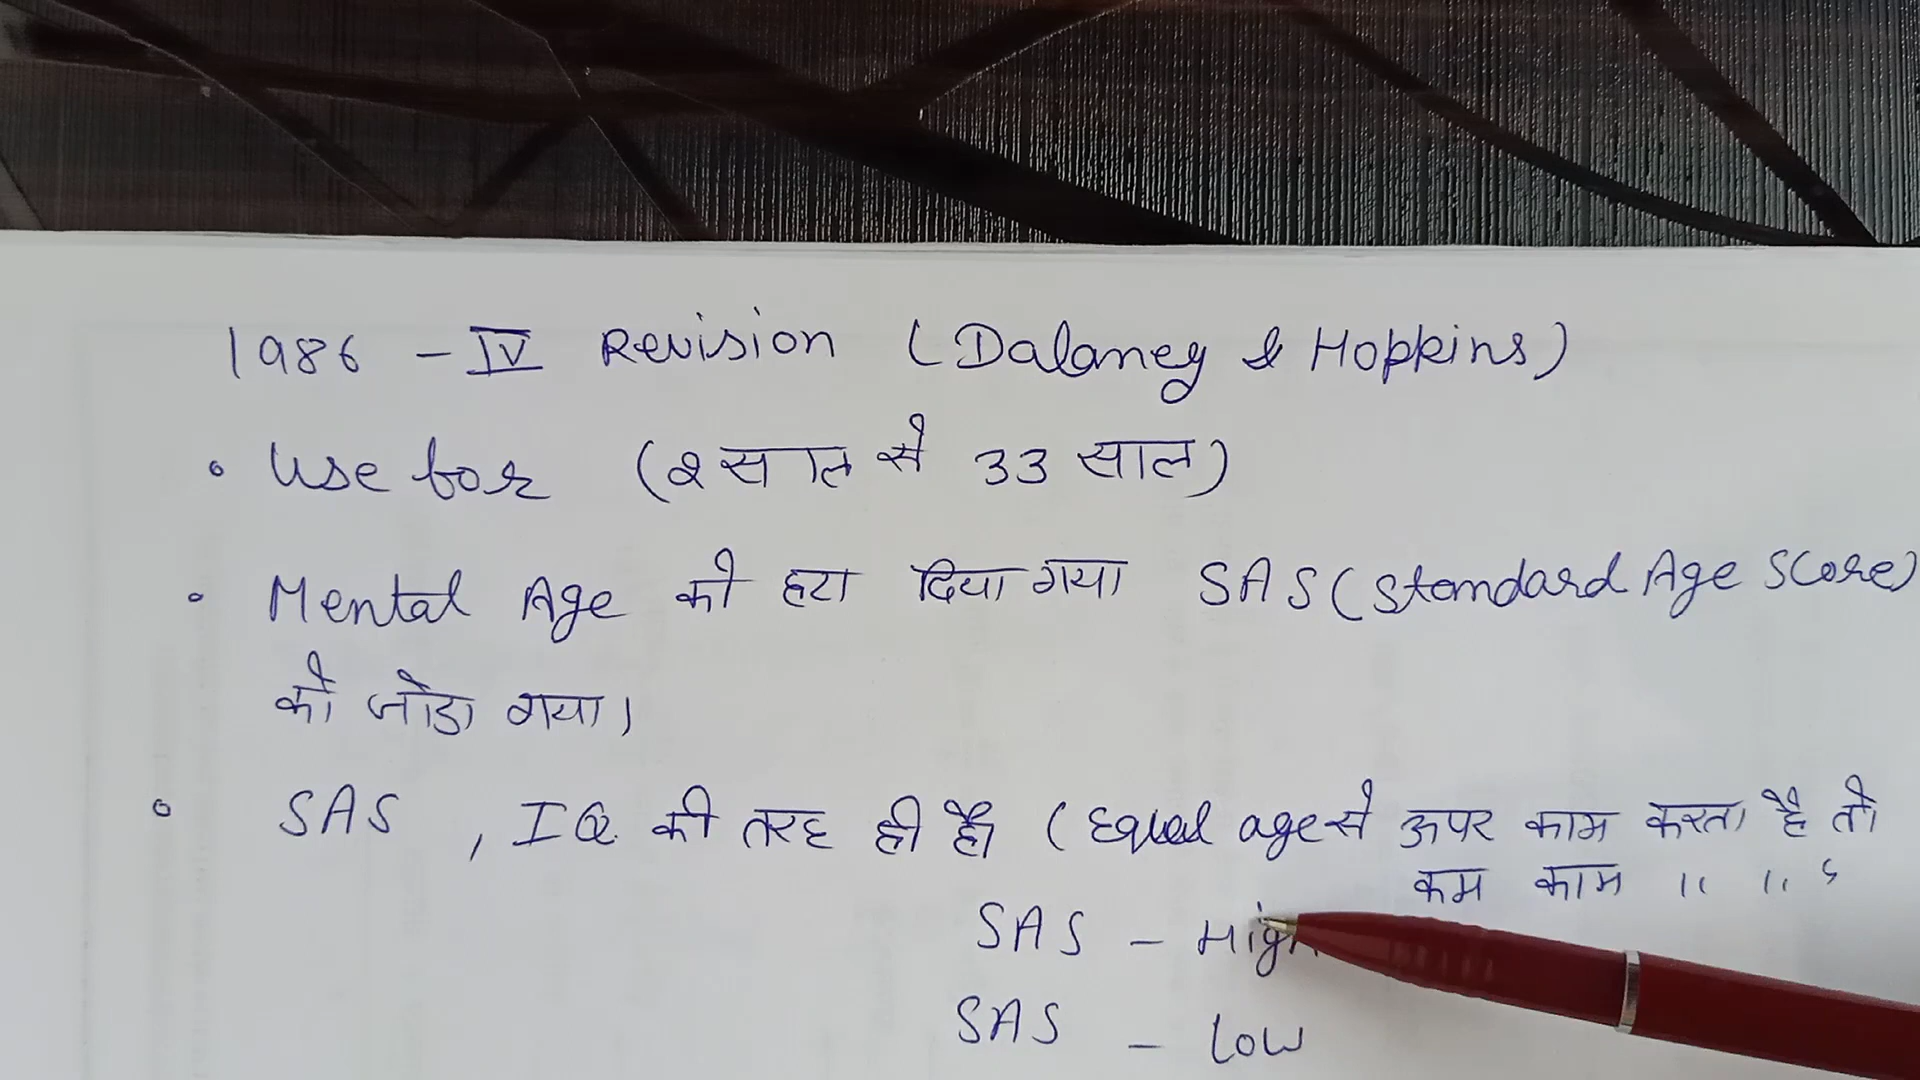 1986 - IV Revision (Dalaney & Hopkins)
• Use for (2 साल से 33 साल)
• Mental Age को हटा दिया गया SAS (Standard Age Score)
को जोडा गया।
• SAS, IQ की तरह ही है। (Equal age से ऊपर काम करता है तो
कम काम " "
SAS - High
SAS - Low